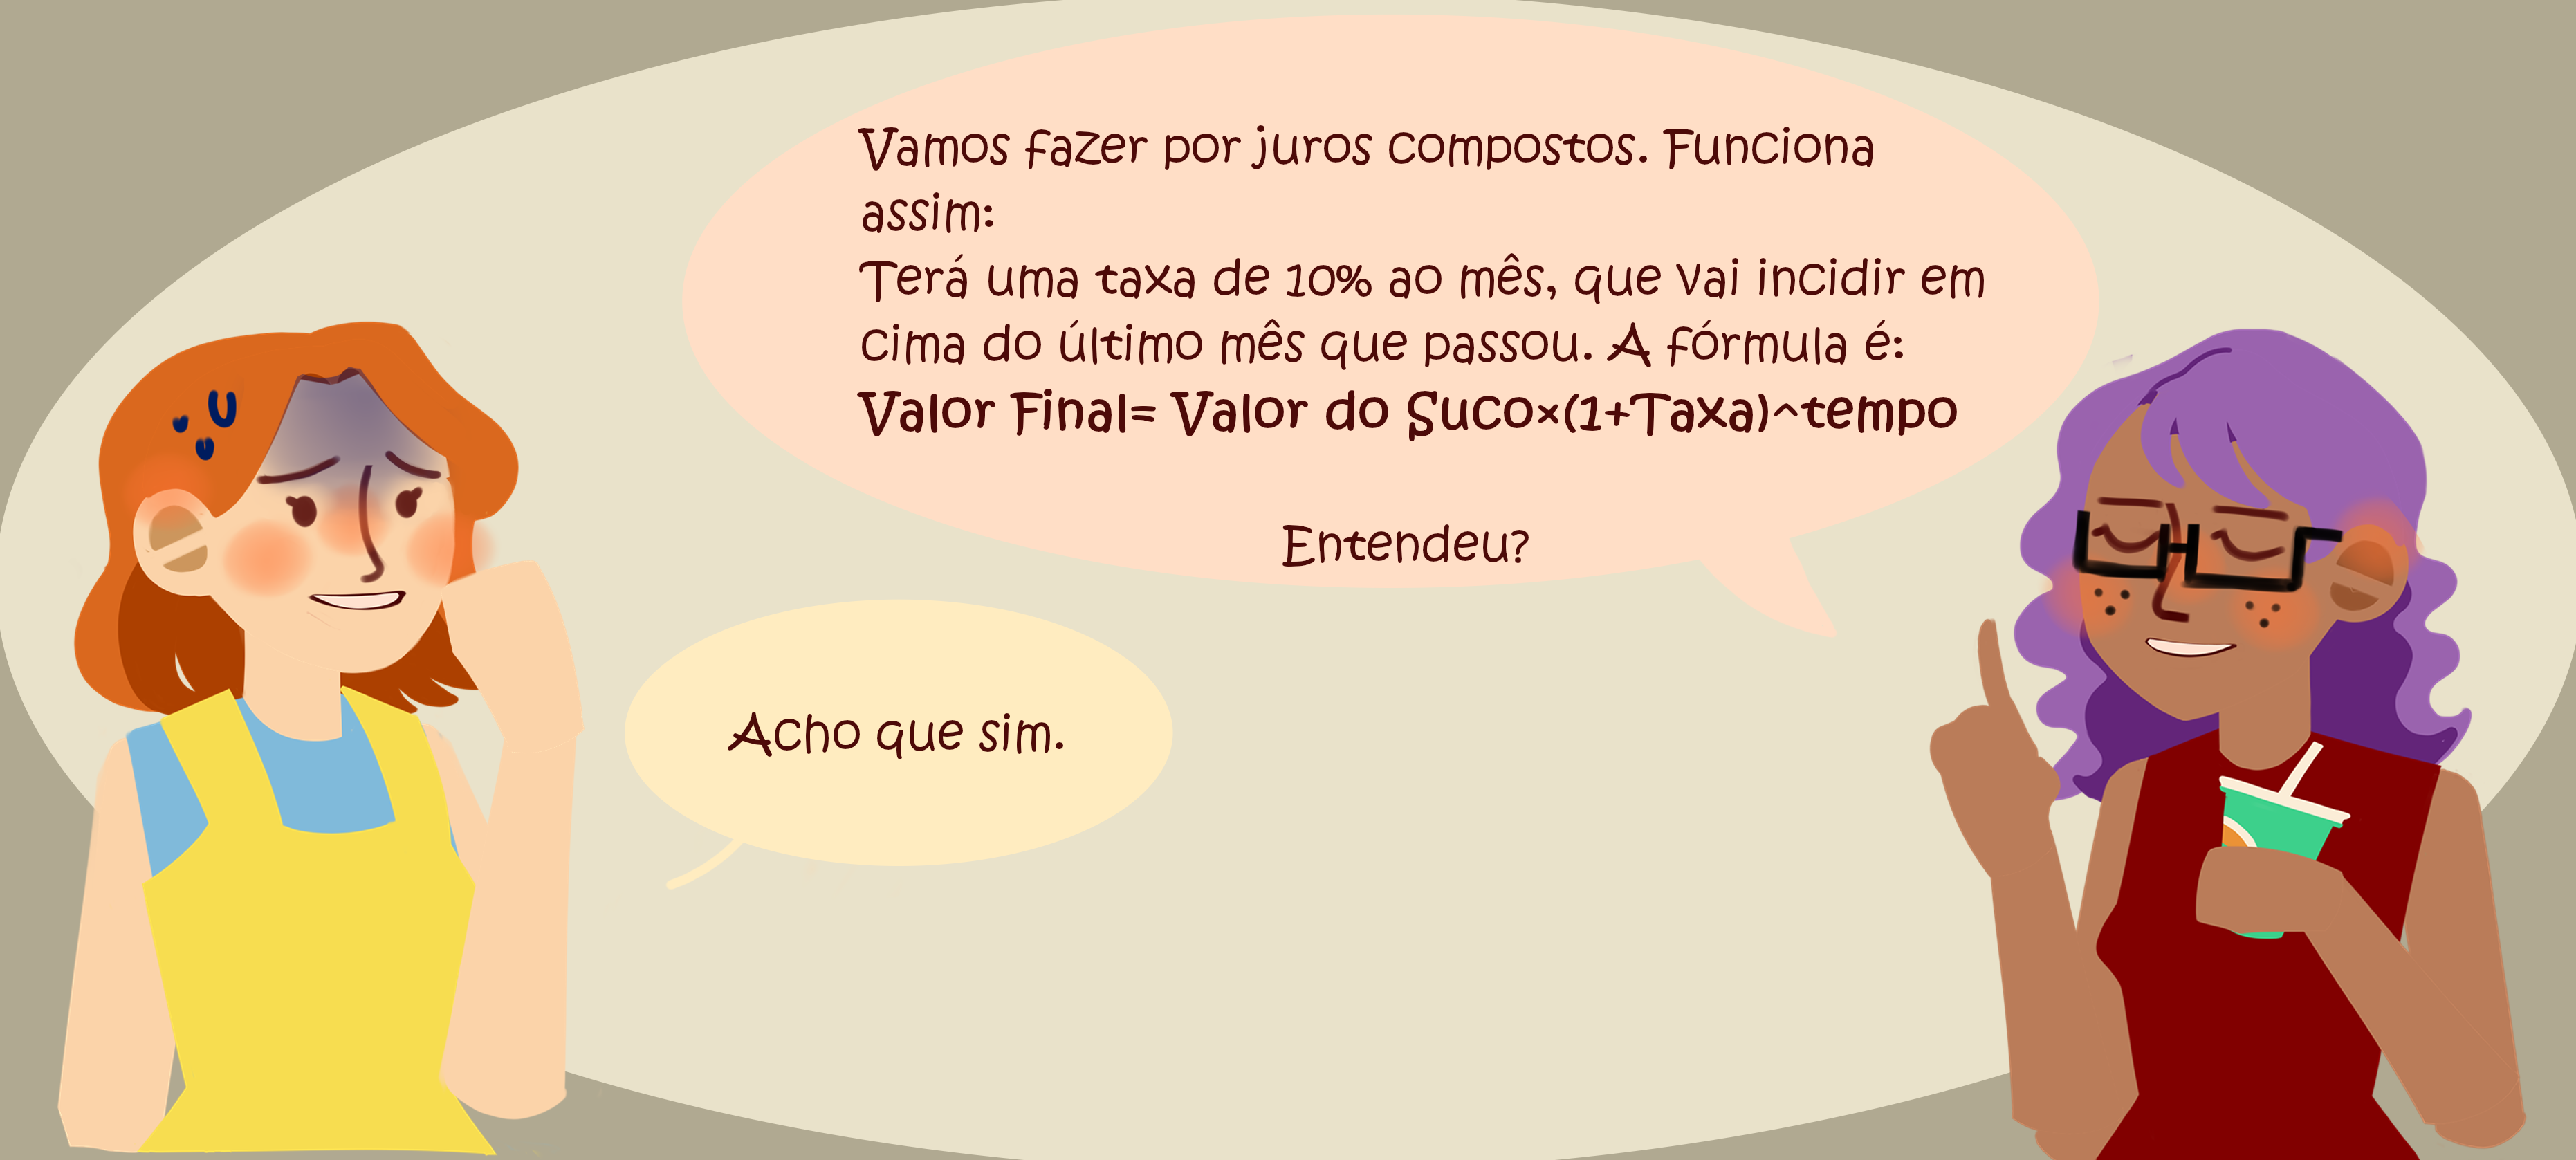 Vamos fazer por juros compostos. Funciona
assim:
Terá uma taxa de 10% ao mês, que vai incidir em
cima do último mês que passou. A fórmula é:
Valor Final= Valor do Suco×(1+Taxa)^tempo
Entendeu?
Acho que sim.